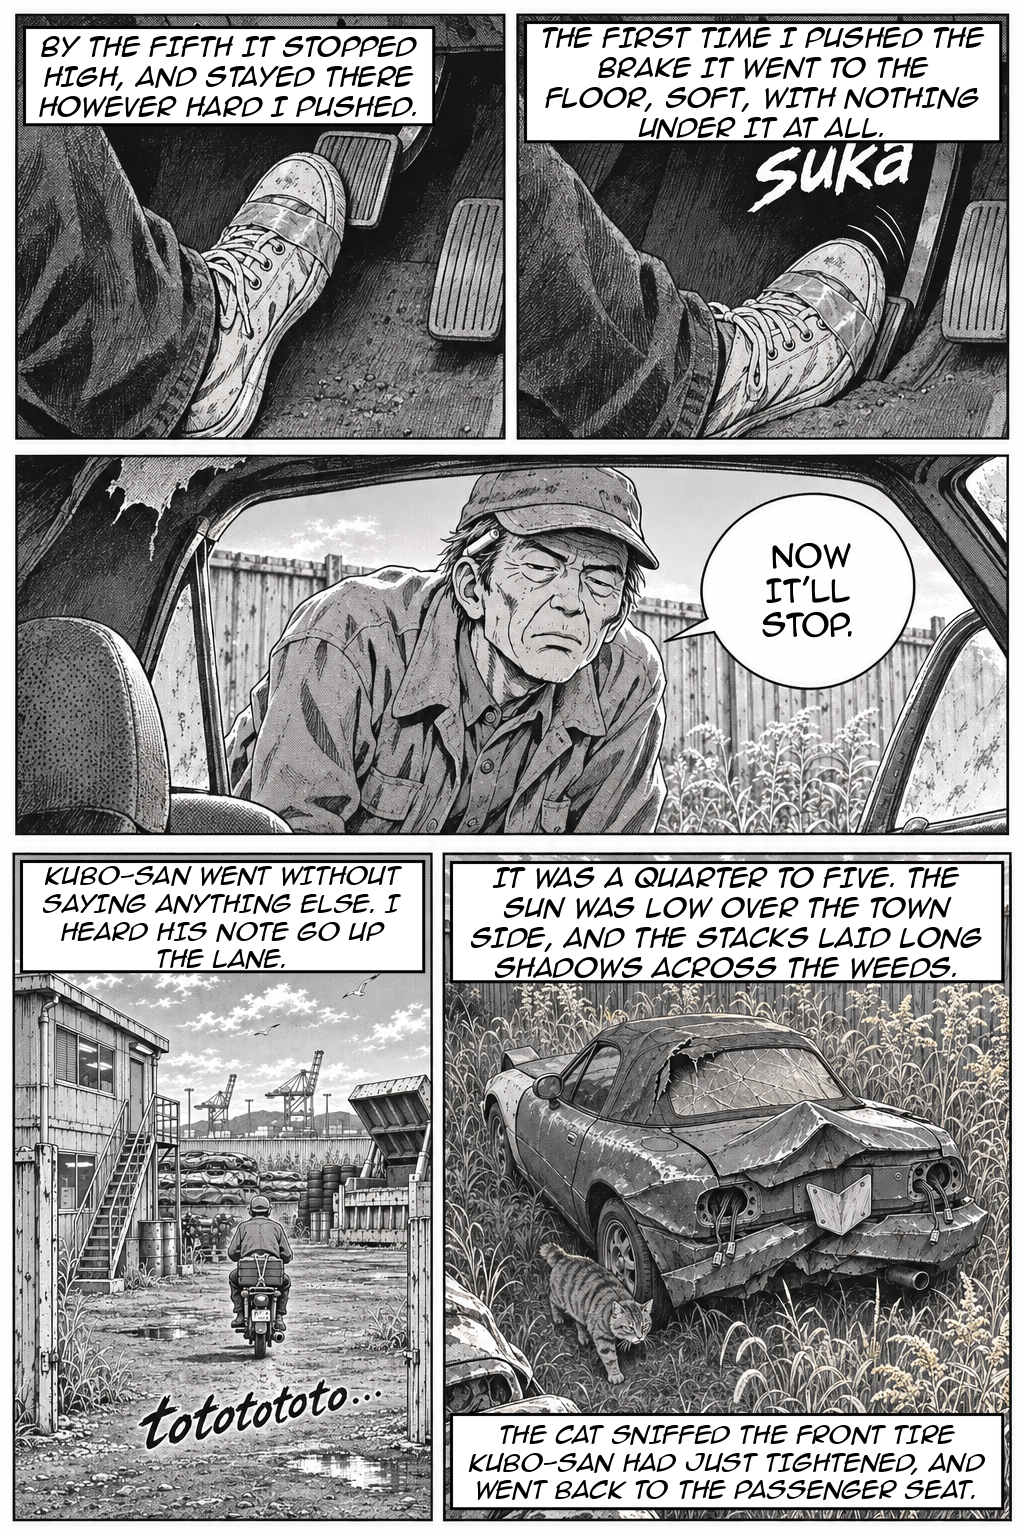 THE FIRST TIME I PUSHED THE
BRAKE IT WENT TO THE
FLOOR, SOFT, WITH NOTHING
UNDER IT AT ALL.
suka
BY THE FIFTH IT STOPPED
HIGH, AND STAYED THERE
HOWEVER HARD I PUSHED.
NOW
IT'LL
STOP.
IT WAS A QUARTER TO FIVE. THE
SUN WAS LOW OVER THE TOWN
SIDE, AND THE STACKS LAID LONG
SHADOWS ACROSS THE WEEDS.
THE CAT SNIFFED THE FRONT TIRE
KUBO-SAN HAD JUST TIGHTENED, AND
WENT BACK TO THE PASSENGER SEAT.
KUBO-SAN WENT WITHOUT
SAYING ANYTHING ELSE. I
HEARD HIS NOTE GO UP
THE LANE.
totototototo...